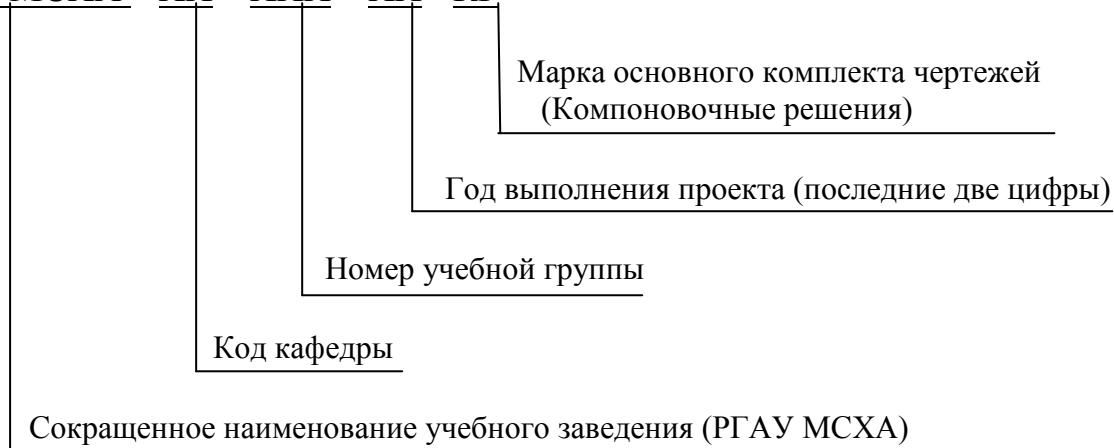 Марка основного комплекта чертежей
(Компоновочные решения)
Год выполнения проекта (последние две цифры)
Номер учебной группы
Код кафедры
Сокращенное наименование учебного заведения (РГАУ МСХА)